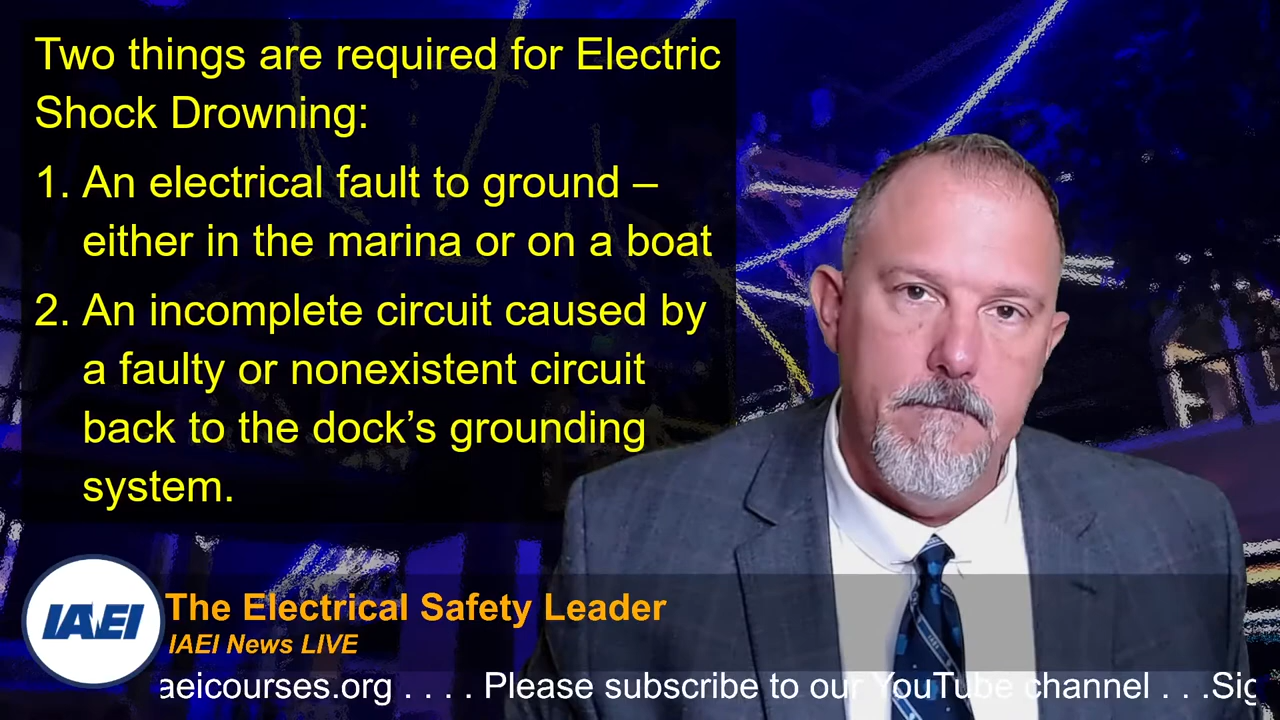 Two things are required for Electric
Shock Drowning:
1. An electrical fault to ground –
either in the marina or on a boat
2. An incomplete circuit caused by
a faulty or nonexistent circuit
back to the dock’s grounding
system.
IAEI
The Electrical Safety Leader
IAEI News LIVE
aeicourses.org . . . . Please subscribe to our YouTube channel . . .Sig